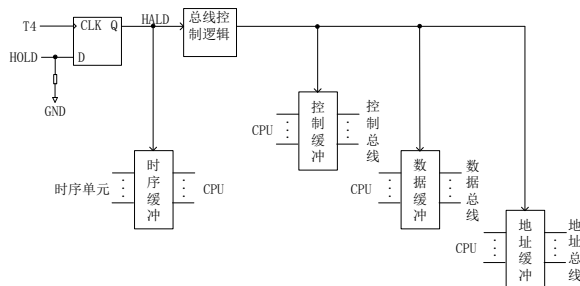 T4
CLK
Q
HALD
总线控
制逻辑
HOLD
D
GND
CPU
控制缓冲
控制总线
时序单元
时序缓冲
CPU
CPU
数据缓冲
数据总线
CPU
地址缓冲
地址总线